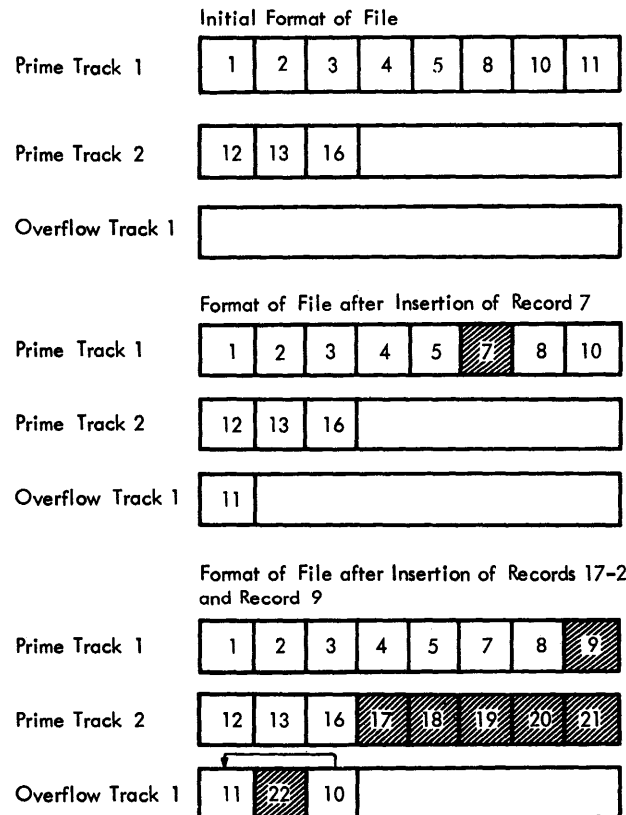 Initial Format of File
Prime Track 1 1 2 3 4 5 8 10 11
Prime Track 2 12 13 16
Overflow Track 1
Format of File after Insertion of Record 7
Prime Track 1 1 2 3 4 5 7 8 10
Prime Track 2 12 13 16
Overflow Track 1 11
Format of File after Insertion of Records 17-2
and Record 9
Prime Track 1 1 2 3 4 5 7 8 9
Prime Track 2 12 13 16 17 18 19 20 21
Overflow Track 1 11 22 10